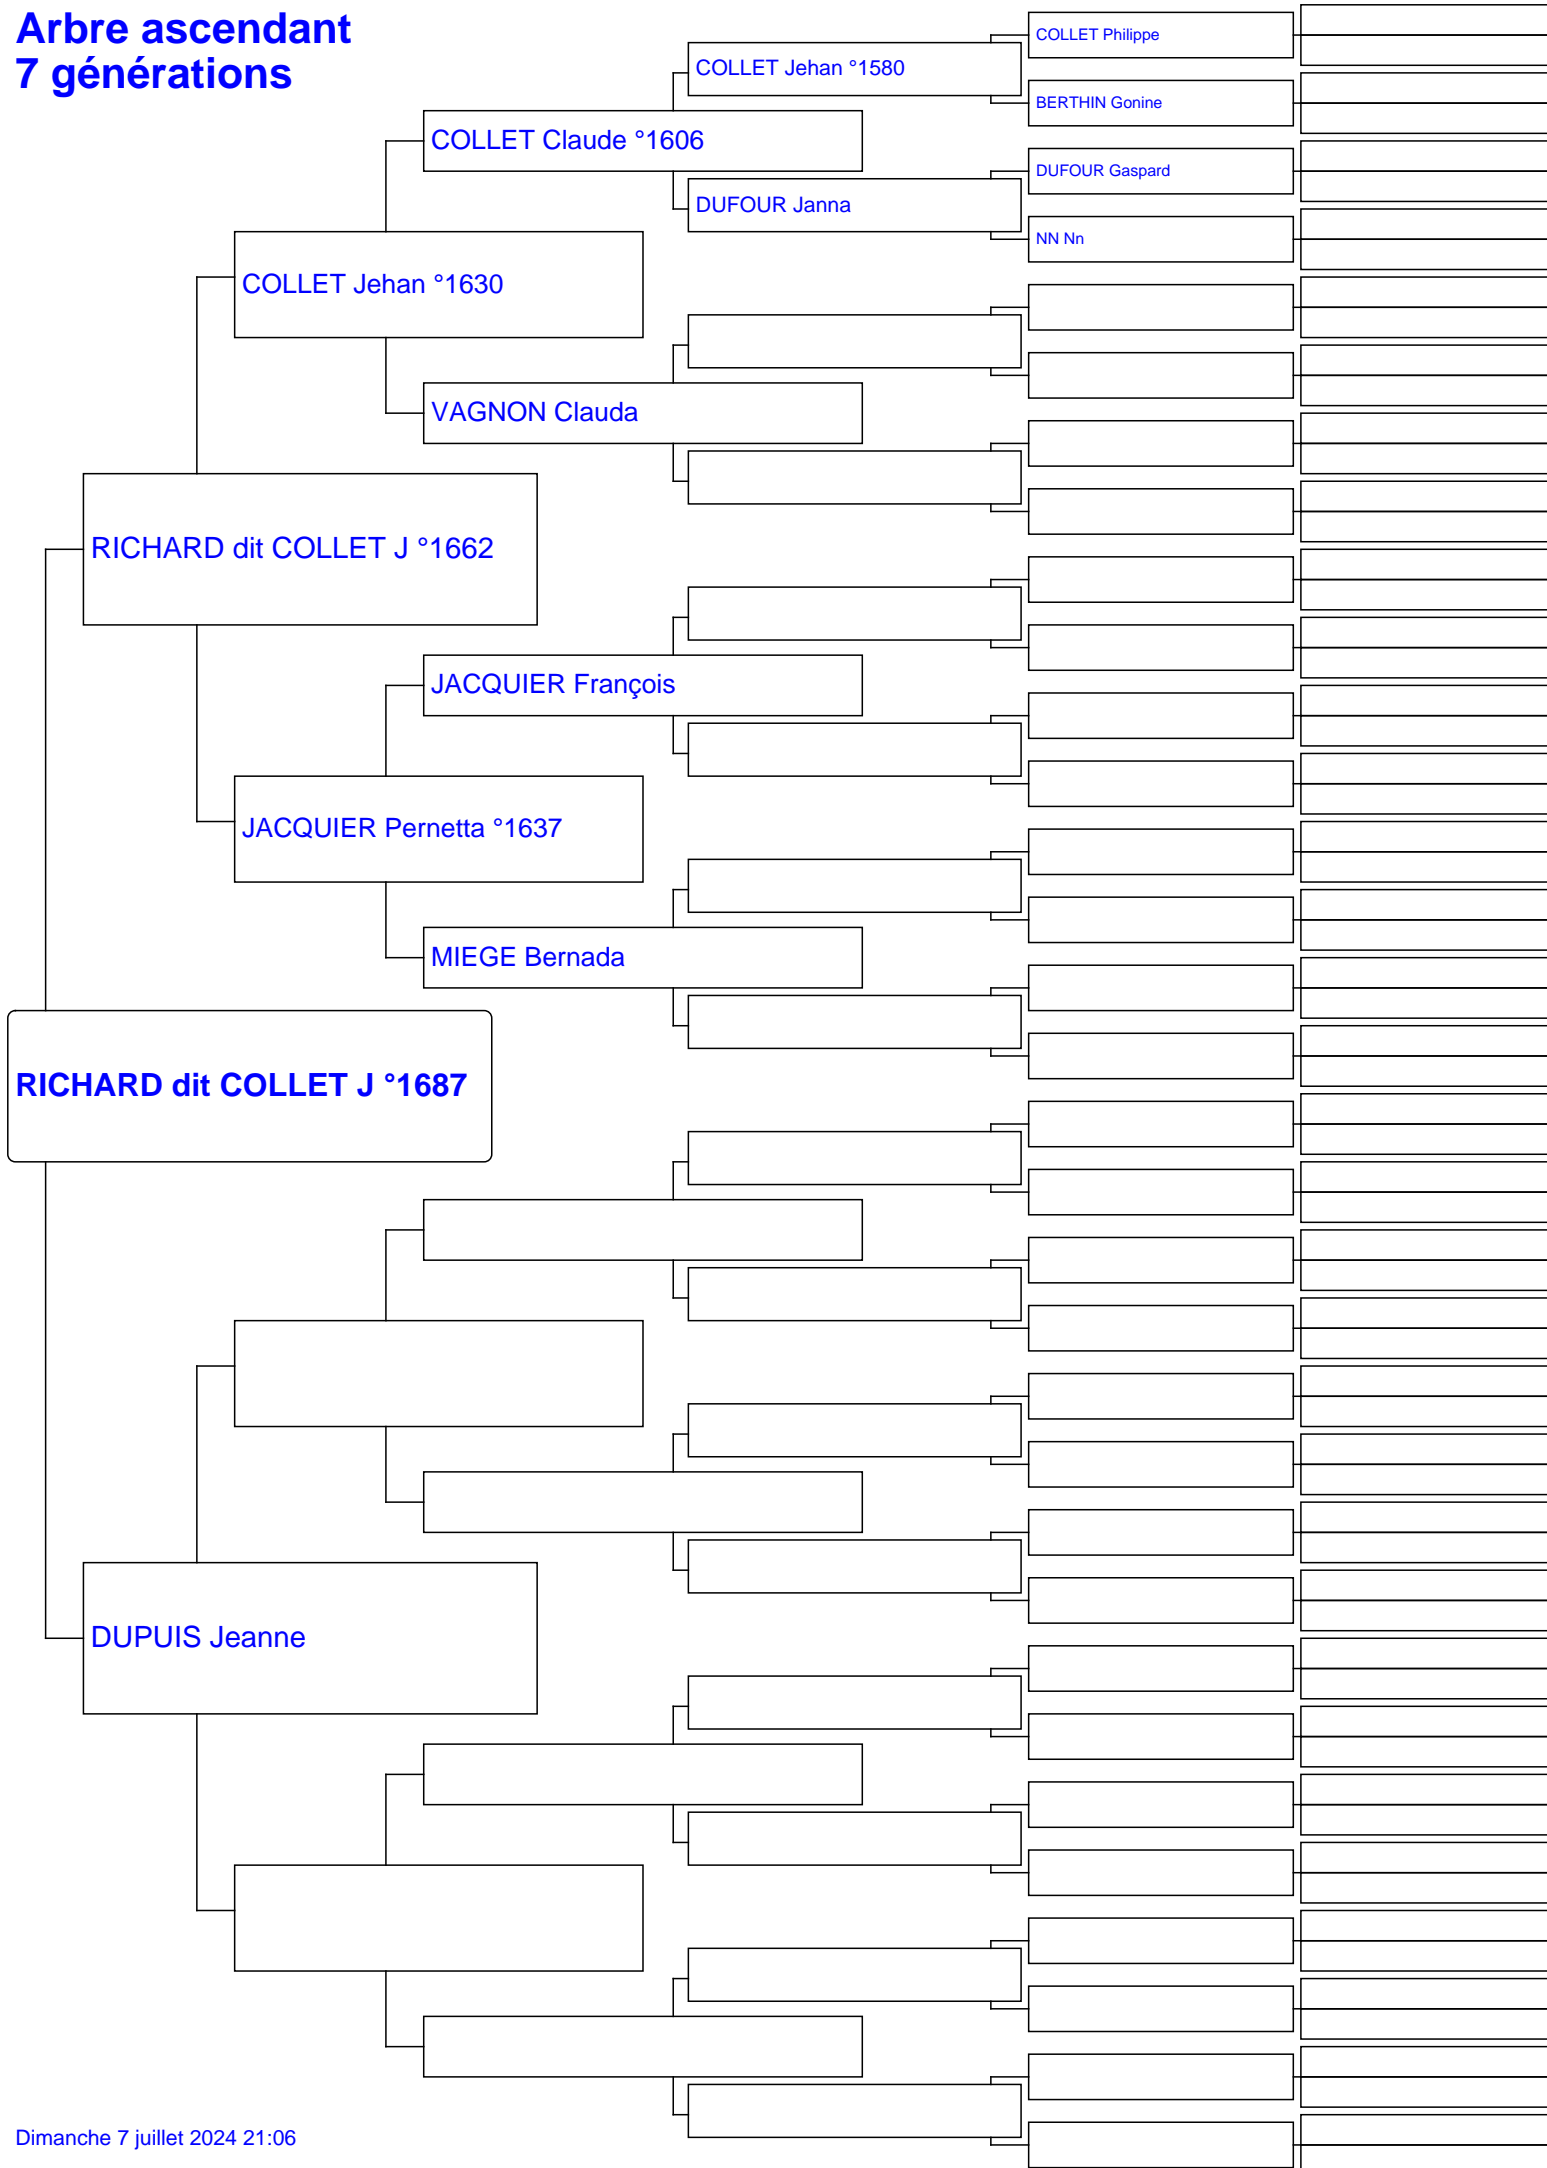 Arbre ascendant
7 générations
COLLET Philippe
COLLET Jehan °1580
BERTHIN Gonine
COLLET Claude °1606
DUFOUR Gaspard
DUFOUR Janna
NN Nn
COLLET Jehan °1630
VAGNON Clauda
RICHARD dit COLLET J °1662
JACQUIER François
JACQUIER Pernetta °1637
MIEGE Bernada
RICHARD dit COLLET J °1687
DUPUIS Jeanne
Dimanche 7 juillet 2024 21:06